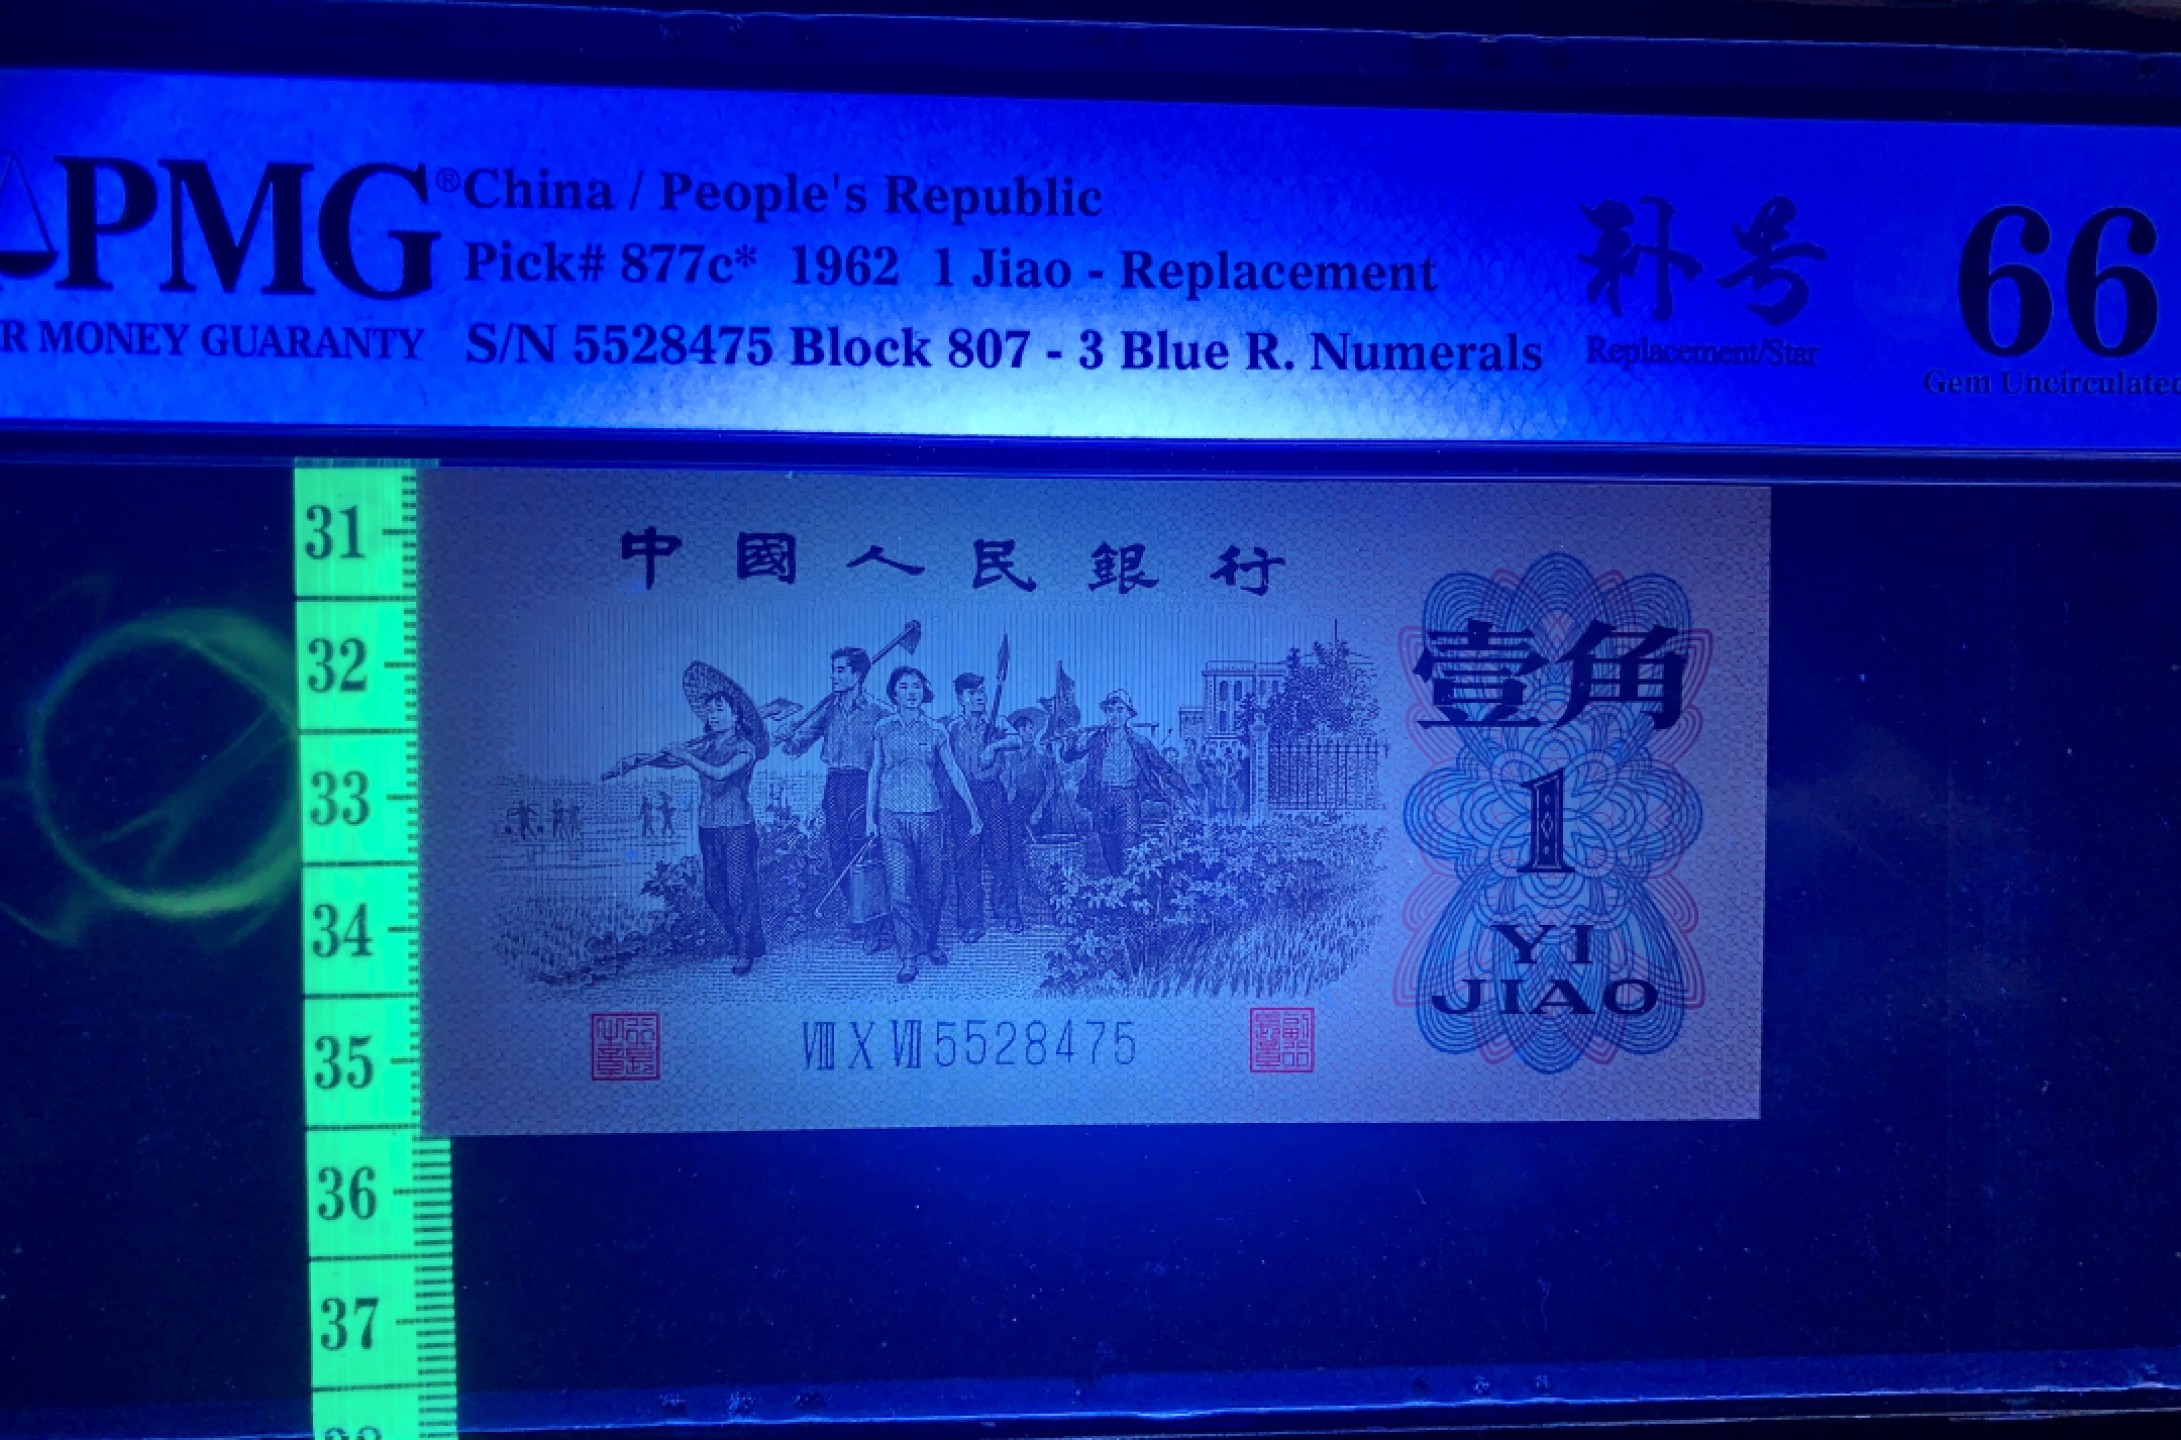 PMG®
R MONEY GUARANTY
China / People's Republic
Pick# 877c* 1962 1 Jiao - Replacement
S/N 5528475 Block 807 - 3 Blue R. Numerals
补号
Replacement/Star
66
Gem Uncirculated
31
32
33
34
35
36
37
38
中國人民銀行
壹角
1
YI
JIAO
VIII X VII 5528475